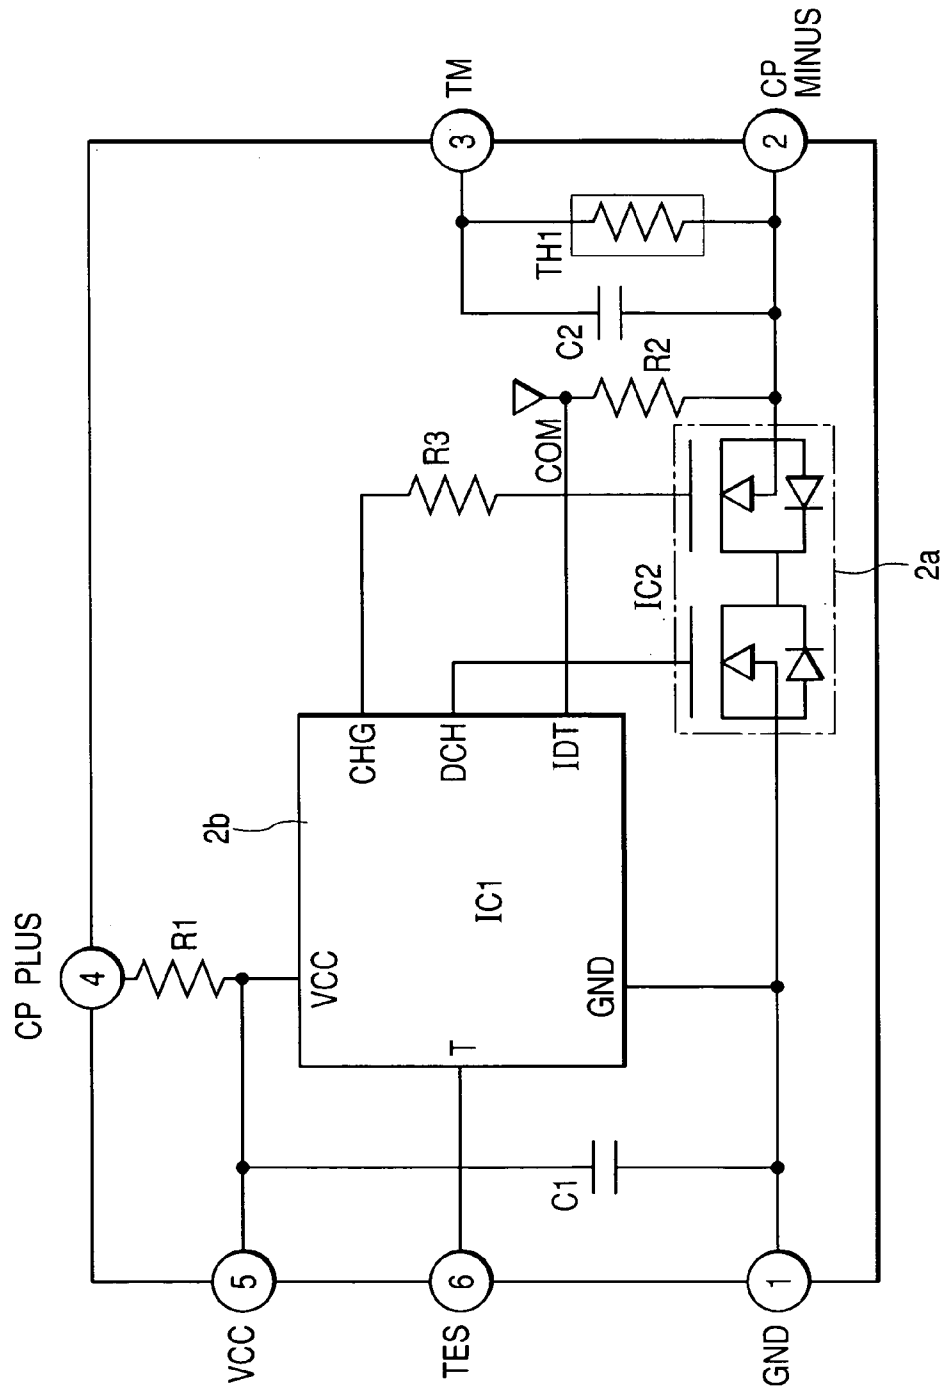 CP PLUS
4
R1
VCC
5
TES
6
GND
1
C1
T
VCC
GND
IC1
2b
CHG
DCH
IDT
R3
COM
R2
C2
TH1
IC2
2a
TM
3
CP
MINUS
2